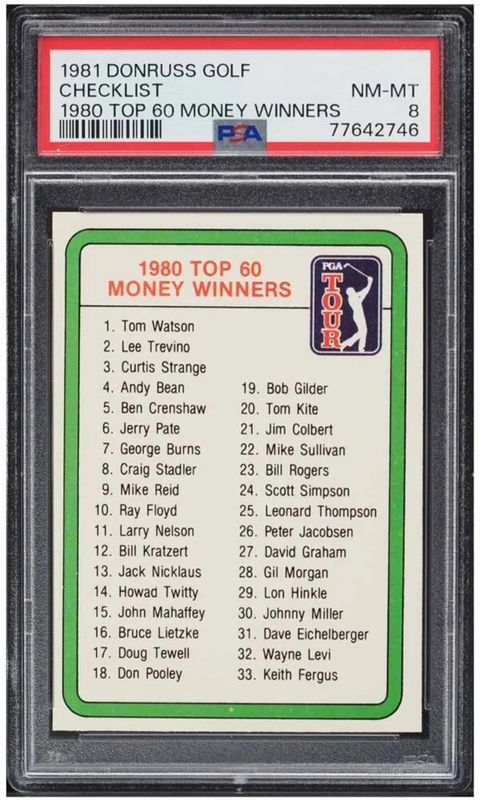 1981 DONRUSS GOLF
CHECKLIST NM-MT
1980 TOP 60 MONEY WINNERS 8
PSA 77642746
1980 TOP 60
MONEY WINNERS
PGA
TOUR
1. Tom Watson
2. Lee Trevino
3. Curtis Strange
4. Andy Bean
5. Ben Crenshaw
6. Jerry Pate
7. George Burns
8. Craig Stadler
9. Mike Reid
10. Ray Floyd
11. Larry Nelson
12. Bill Kratzert
13. Jack Nicklaus
14. Howad Twitty
15. John Mahaffey
16. Bruce Lietzke
17. Doug Tewell
18. Don Pooley
19. Bob Gilder
20. Tom Kite
21. Jim Colbert
22. Mike Sullivan
23. Bill Rogers
24. Scott Simpson
25. Leonard Thompson
26. Peter Jacobsen
27. David Graham
28. Gil Morgan
29. Lon Hinkle
30. Johnny Miller
31. Dave Eichelberger
32. Wayne Levi
33. Keith Fergus
PSA